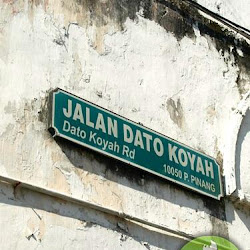 JALAN DATO KOYAH
Dato Koyah Rd
10050 P. PINANG